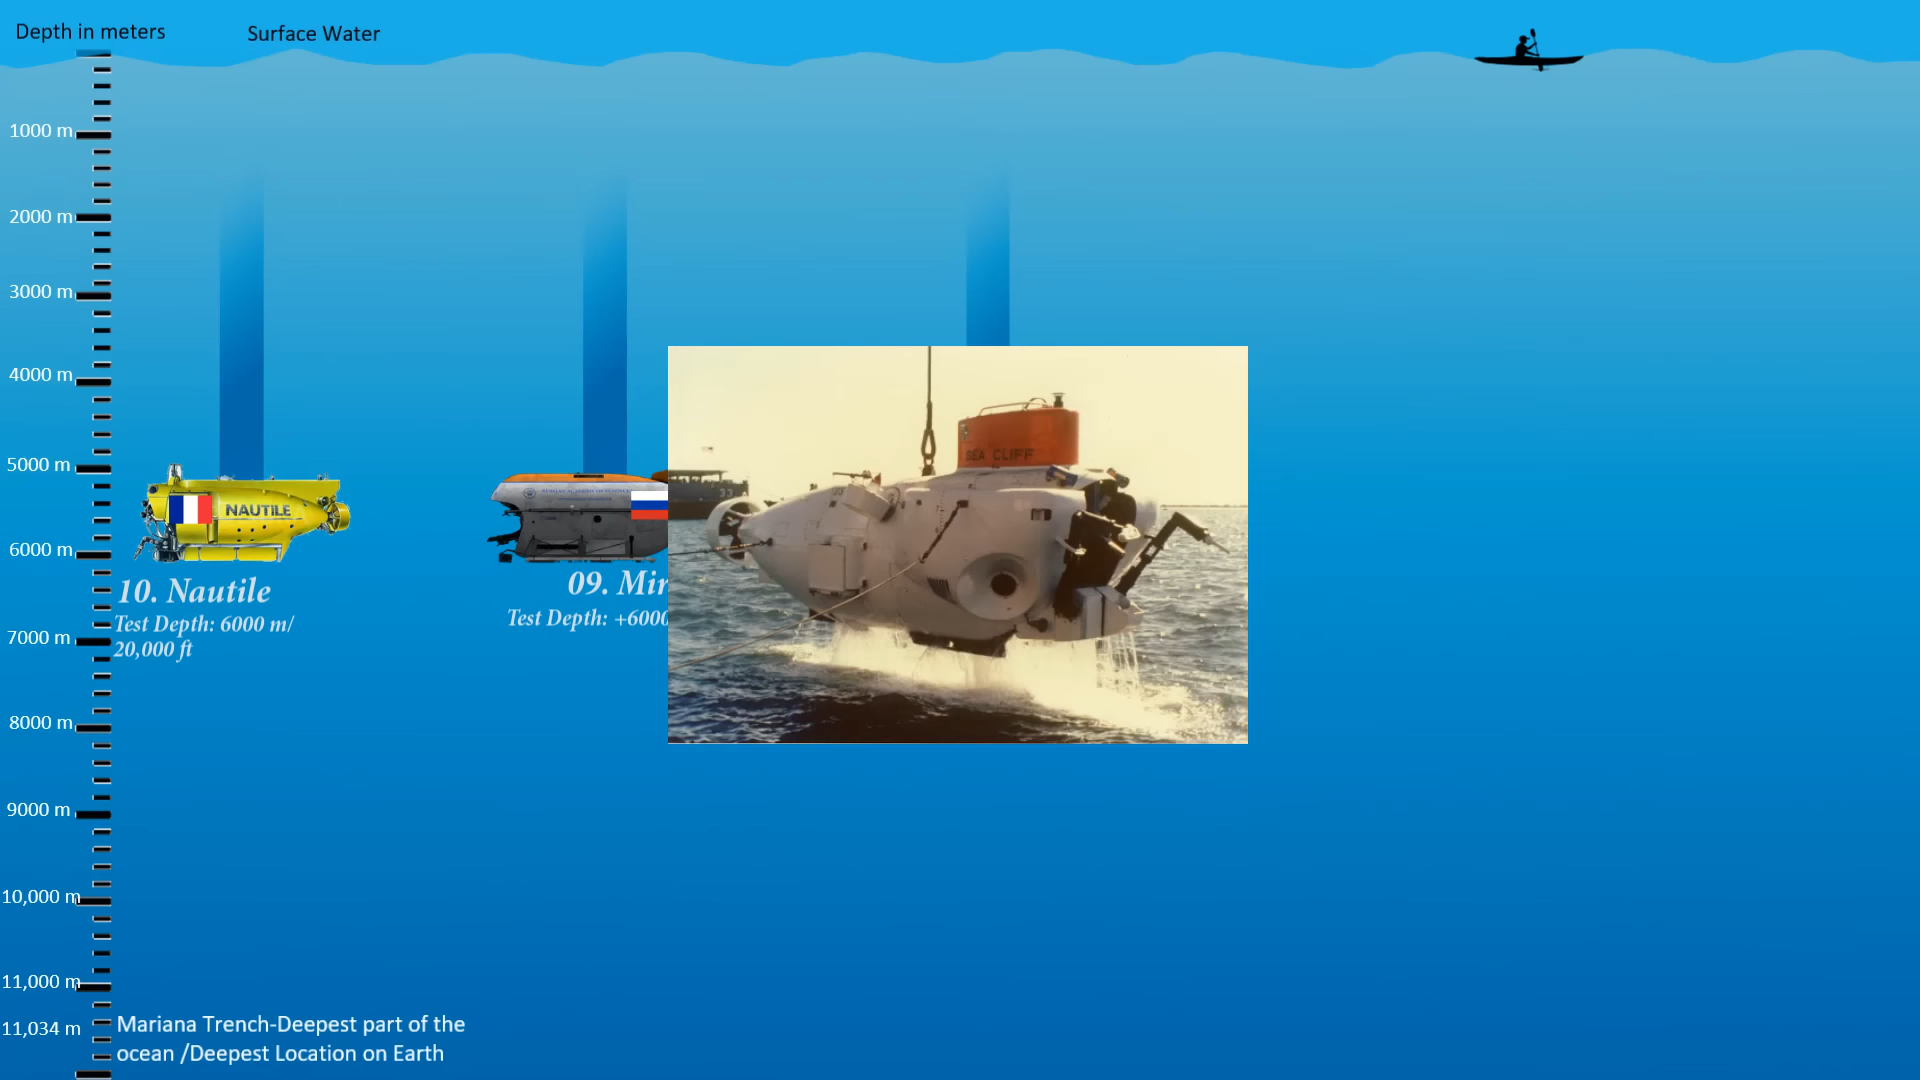 Depth in meters
Surface Water
1000 m
2000 m
3000 m
4000 m
5000 m
6000 m
7000 m
8000 m
9000 m
10,000 m
11,000 m
11,034 m
NAUTILE
10. Nautile
Test Depth: 6000 m/
20,000 ft
09. Mir
Test Depth: +6000
SEA CLIFF
33
Mariana Trench-Deepest part of the
ocean /Deepest Location on Earth